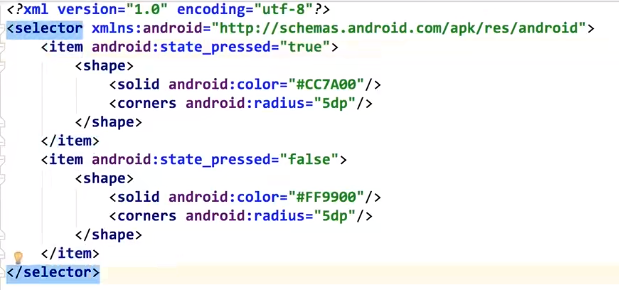 <?xml version="1.0" encoding="utf-8"?>
<selector xmlns:android="http://schemas.android.com/apk/res/android">
    <item android:state_pressed="true">
        <shape>
            <solid android:color="#CC7A00"/>
            <corners android:radius="5dp"/>
        </shape>
    </item>
    <item android:state_pressed="false">
        <shape>
            <solid android:color="#FF9900"/>
            <corners android:radius="5dp"/>
        </shape>
    </item>
</selector>